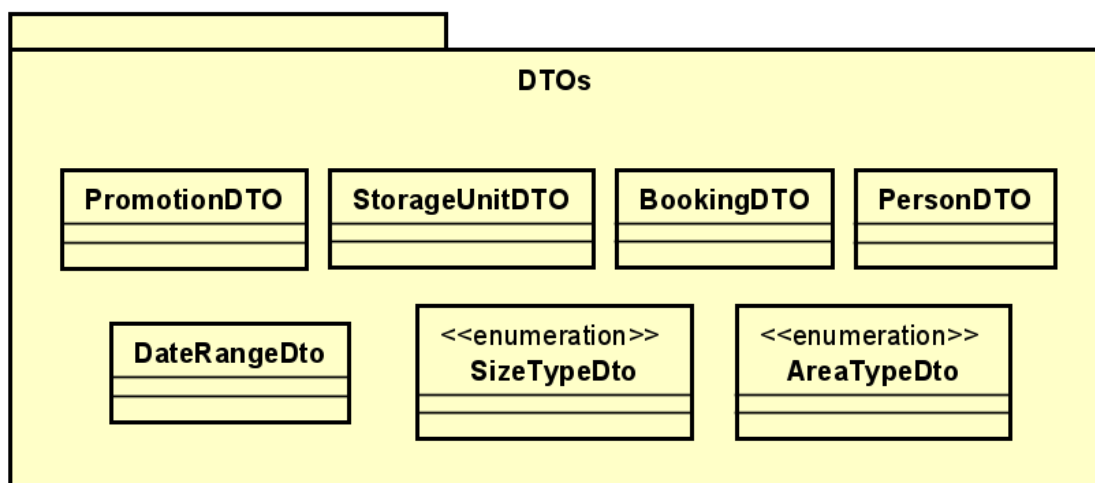 DTOs
PromotionDTO
StorageUnitDTO
BookingDTO
PersonDTO
DateRangeDto
<<enumeration>>
SizeTypeDto
<<enumeration>>
AreaTypeDto